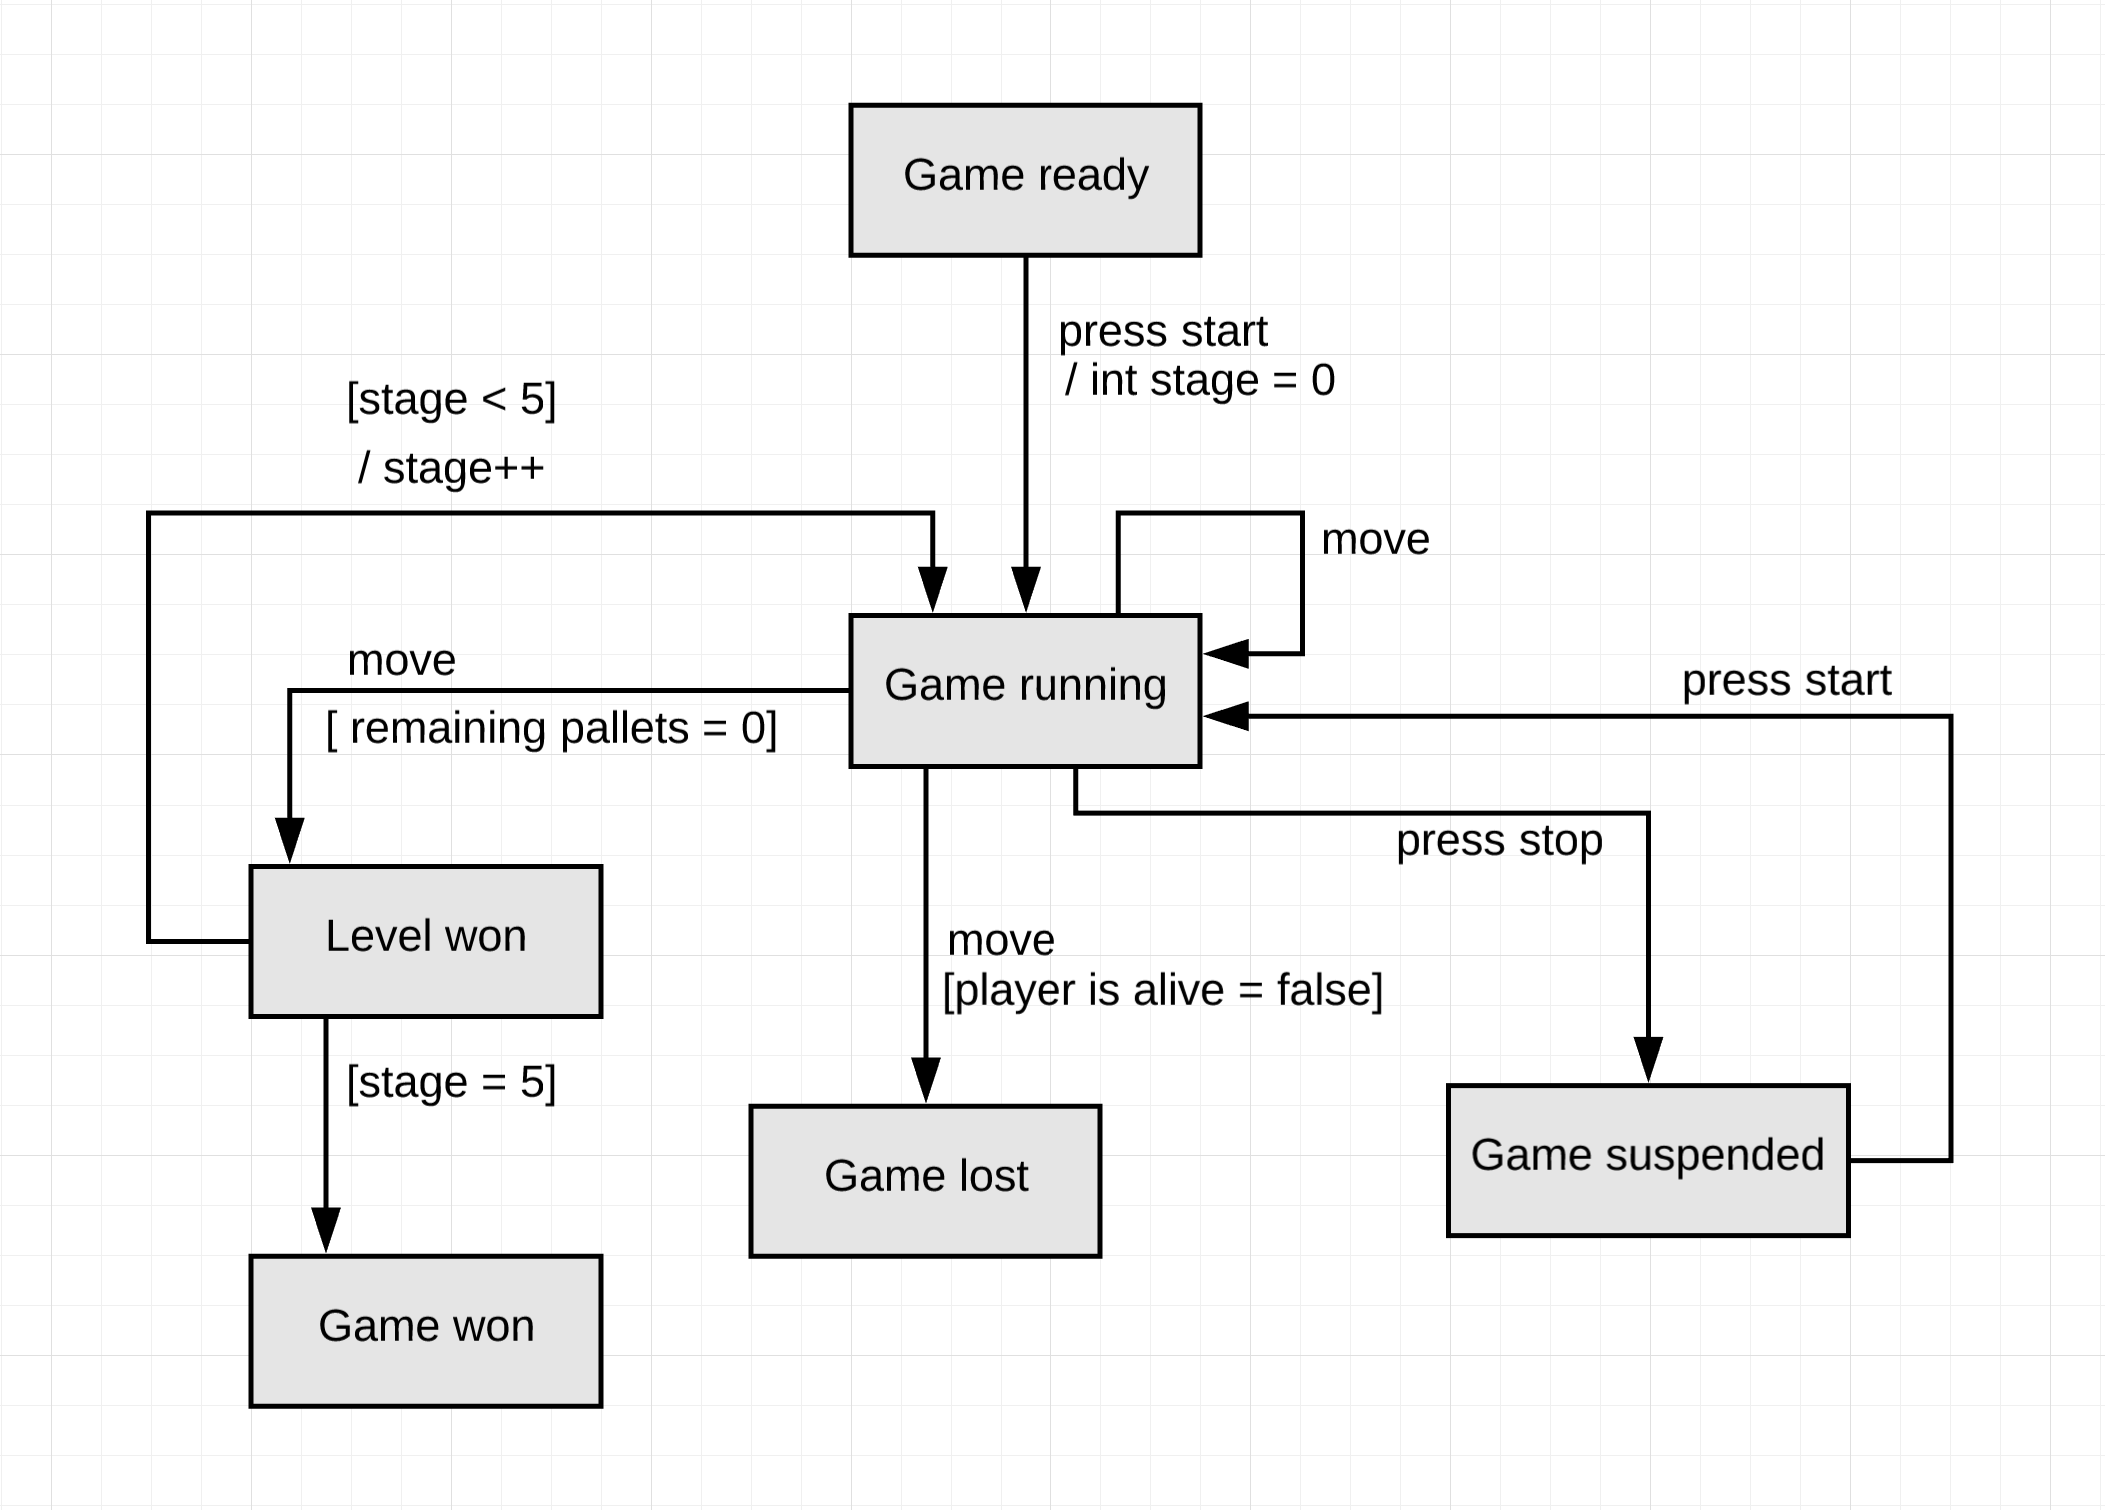 Game ready
press start
/ int stage = 0
[stage < 5]
/ stage++
move
Game running
move
[ remaining pallets = 0]
press start
press stop
Level won
move
[player is alive = false]
[stage = 5]
Game lost
Game suspended
Game won